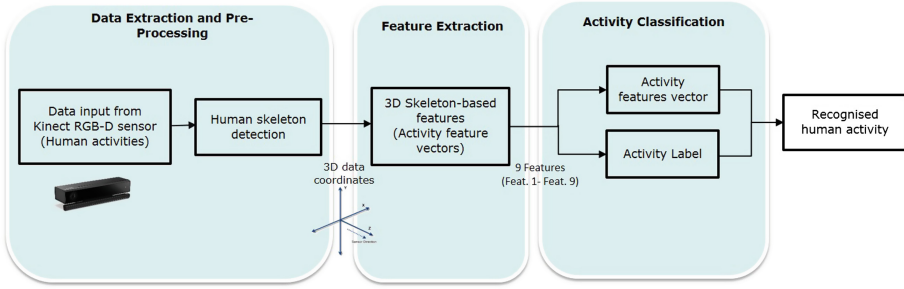 Data Extraction and Pre-
Processing
Data input from
Kinect RGB-D sensor
(Human activities)
Human skeleton
detection
3D data
coordinates
Y
X
Z
Sensor Direction
Feature Extraction
3D Skeleton-based
features
(Activity feature
vectors)
9 Features
(Feat. 1- Feat. 9)
Activity Classification
Activity
features vector
Activity Label
Recognised
human activity